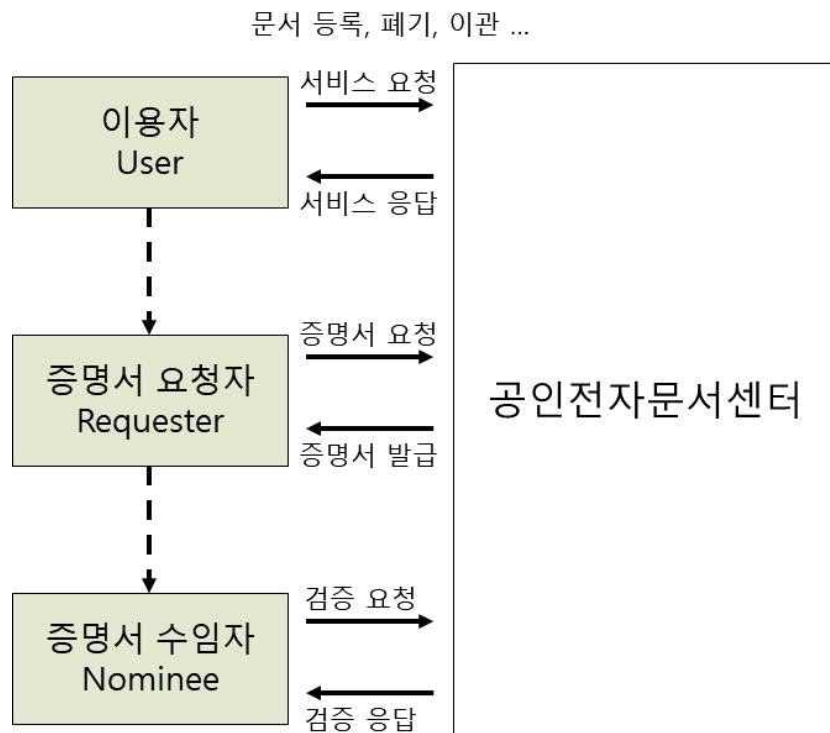 문서 등록, 폐기, 이관 ...
서비스 요청
이용자
User
서비스 응답
증명서 요청
증명서 요청자
Requester
증명서 발급
공인전자문서센터
검증 요청
증명서 수임자
Nominee
검증 응답